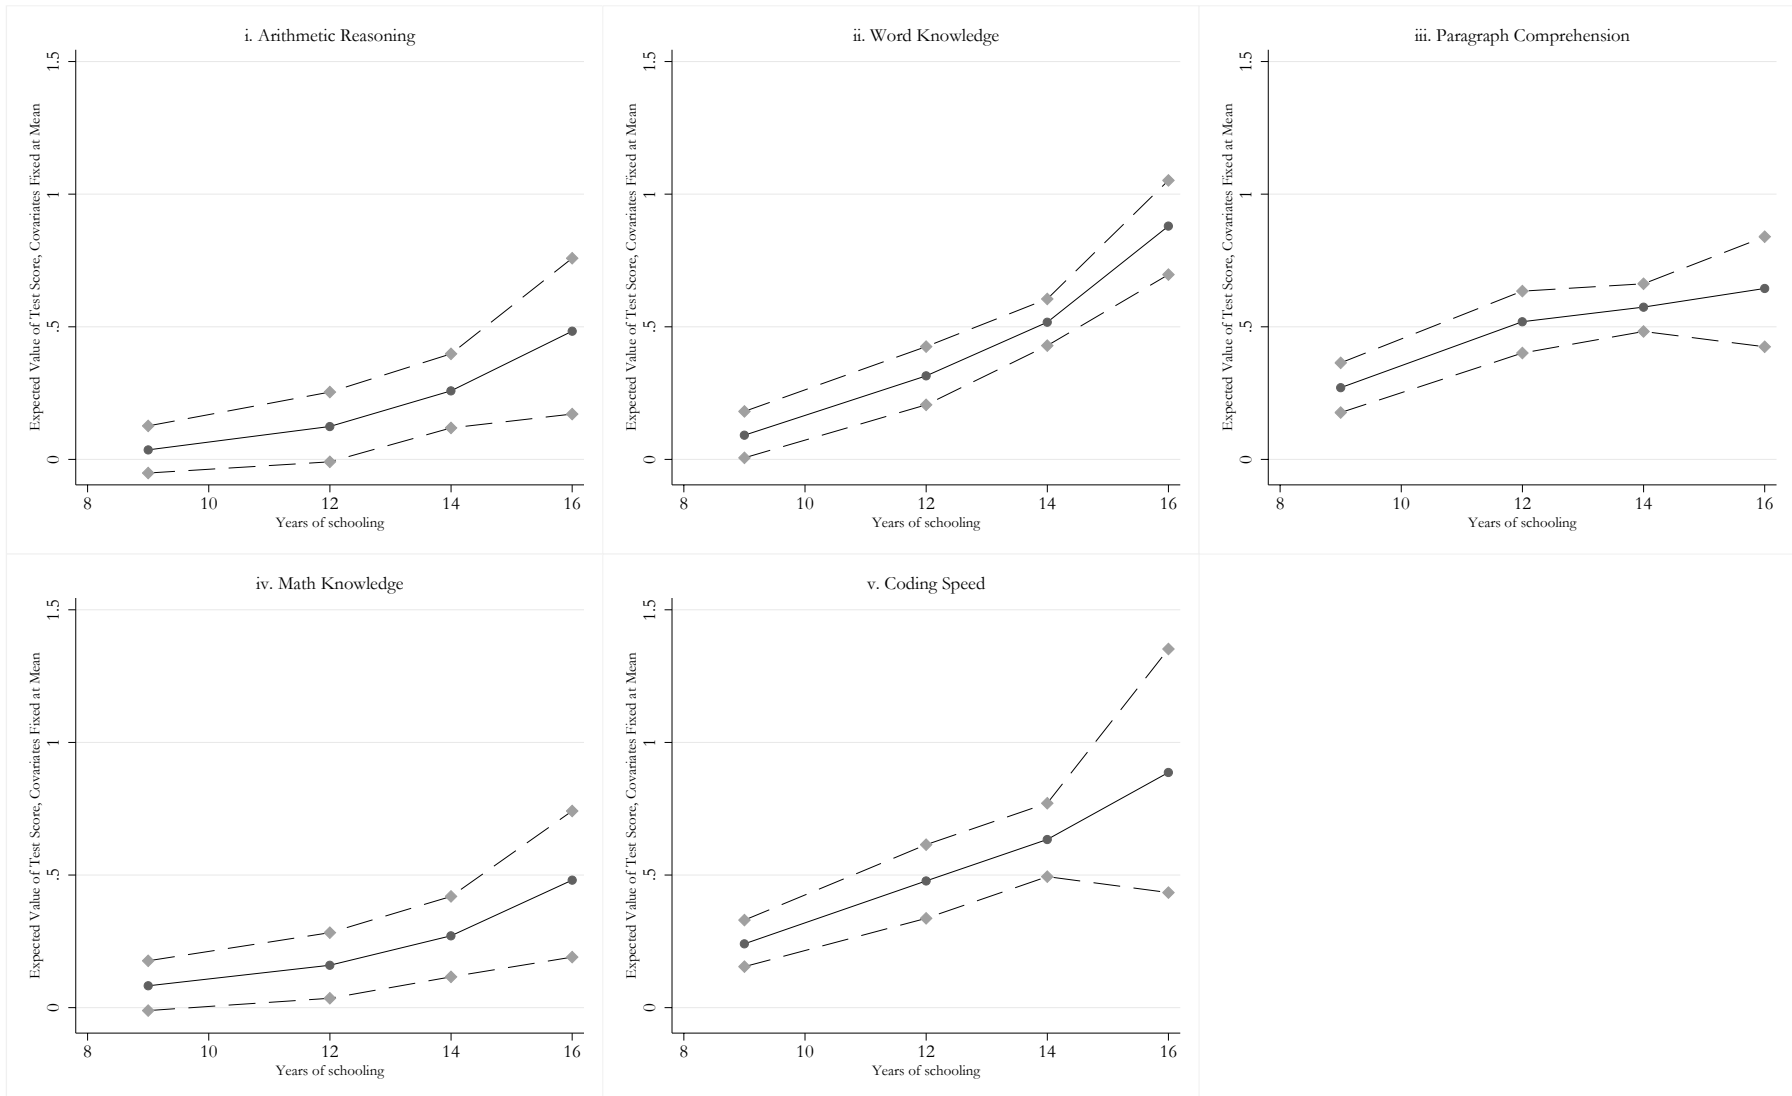 i. Arithmetic Reasoning
Expected Value of Test Score, Covariates Fixed at Mean
1.5
1
.5
0
8 10 12 14 16
Years of schooling
ii. Word Knowledge
Expected Value of Test Score, Covariates Fixed at Mean
1.5
1
.5
0
8 10 12 14 16
Years of schooling
iii. Paragraph Comprehension
Expected Value of Test Score, Covariates Fixed at Mean
1.5
1
.5
0
8 10 12 14 16
Years of schooling
iv. Math Knowledge
Expected Value of Test Score, Covariates Fixed at Mean
1.5
1
.5
0
8 10 12 14 16
Years of schooling
v. Coding Speed
Expected Value of Test Score, Covariates Fixed at Mean
1.5
1
.5
0
8 10 12 14 16
Years of schooling